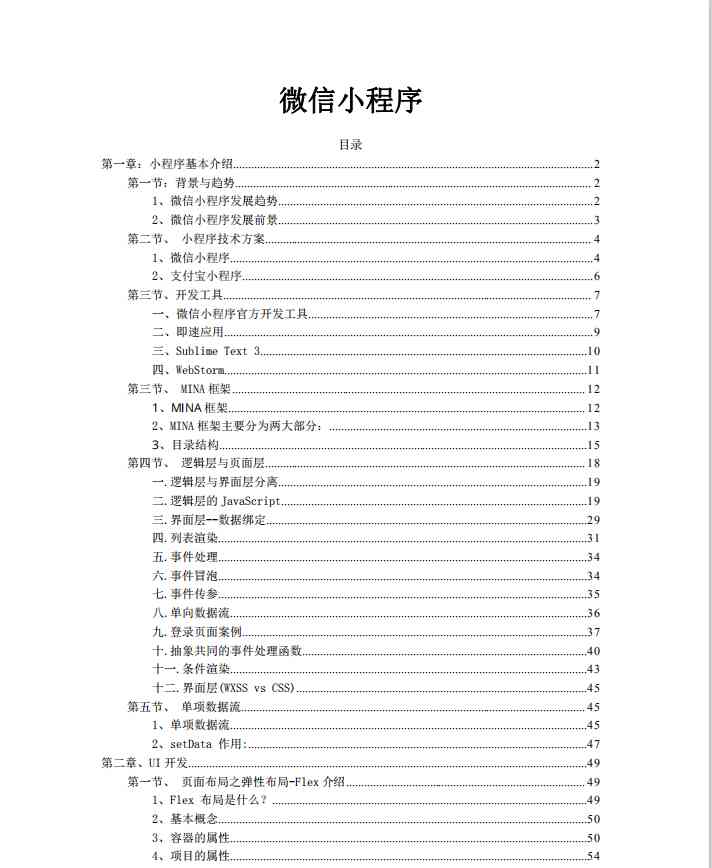 微信小程序
目录
第一章：小程序基本介绍........2
第一节：背景与趋势........2
1、微信小程序发展趋势........2
2、微信小程序发展前景........3
第二节、 小程序技术方案........4
1、微信小程序........4
2、支付宝小程序........6
第三节、开发工具........7
一、微信小程序官方开发工具........7
二、即速应用........9
三、Sublime Text 3........10
四、WebStorm........11
第三节、 MINA 框架........12
1、MINA 框架........12
2、MINA 框架主要分为两大部分：........13
3、目录结构........15
第四节、 逻辑层与页面层........18
一.逻辑层与界面层分离........19
二.逻辑层的 JavaScript........19
三.界面层--数据绑定........29
四.列表渲染........31
五.事件处理........34
六.事件冒泡........34
七.事件传参........35
八.单向数据流........36
九.登录页面案例........37
十.抽象共同的事件处理函数........40
十一.条件渲染........43
十二.界面层(WXSS vs CSS)........45
第五节、 单项数据流........45
1、单项数据流........45
2、setData 作用:........47
第二章、UI 开发........49
第一节、 页面布局之弹性布局-Flex 介绍........49
1、Flex 布局是什么？........49
2、基本概念........50
3、容器的属性........50
4、项目的属性........54